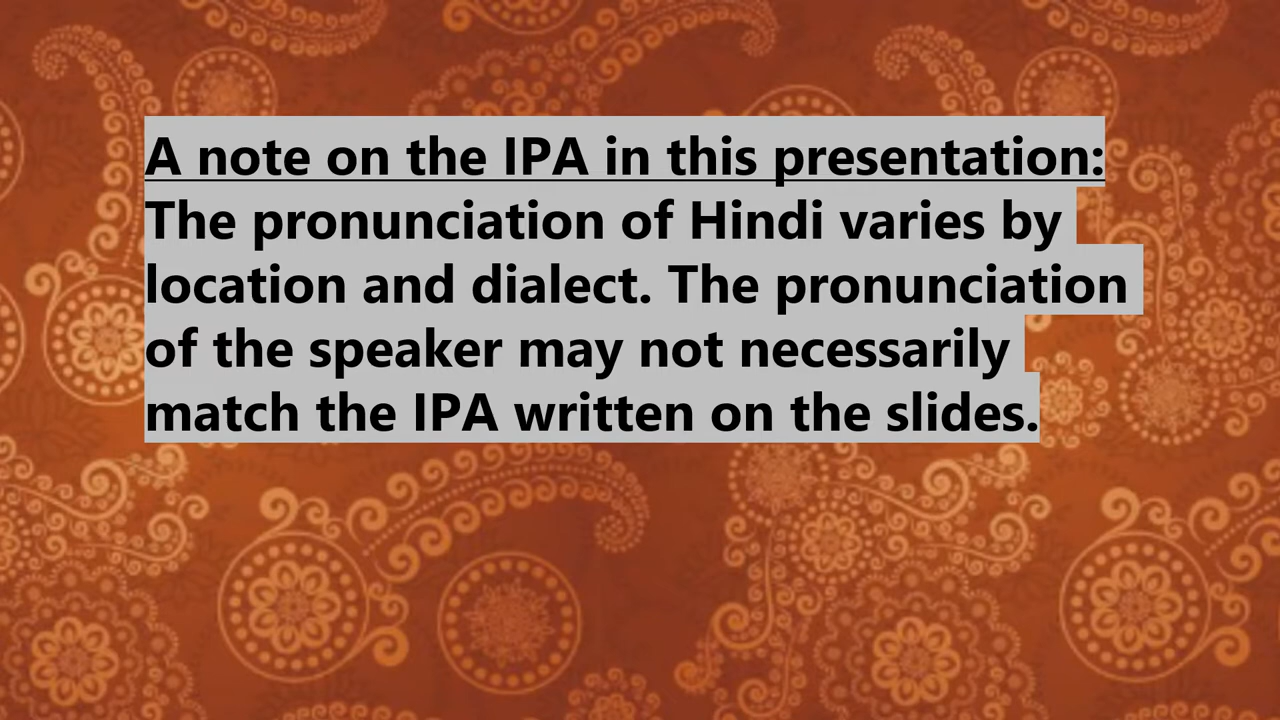 A note on the IPA in this presentation:
The pronunciation of Hindi varies by
location and dialect. The pronunciation
of the speaker may not necessarily
match the IPA written on the slides.